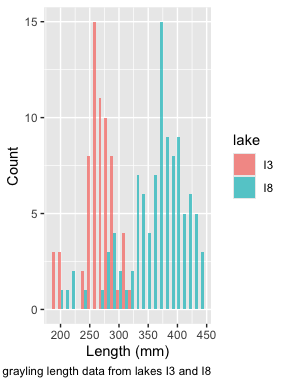 15
10
5
0
Count
200 250 300 350 400 450
Length (mm)
lake
I3
I8
grayling length data from lakes I3 and I8